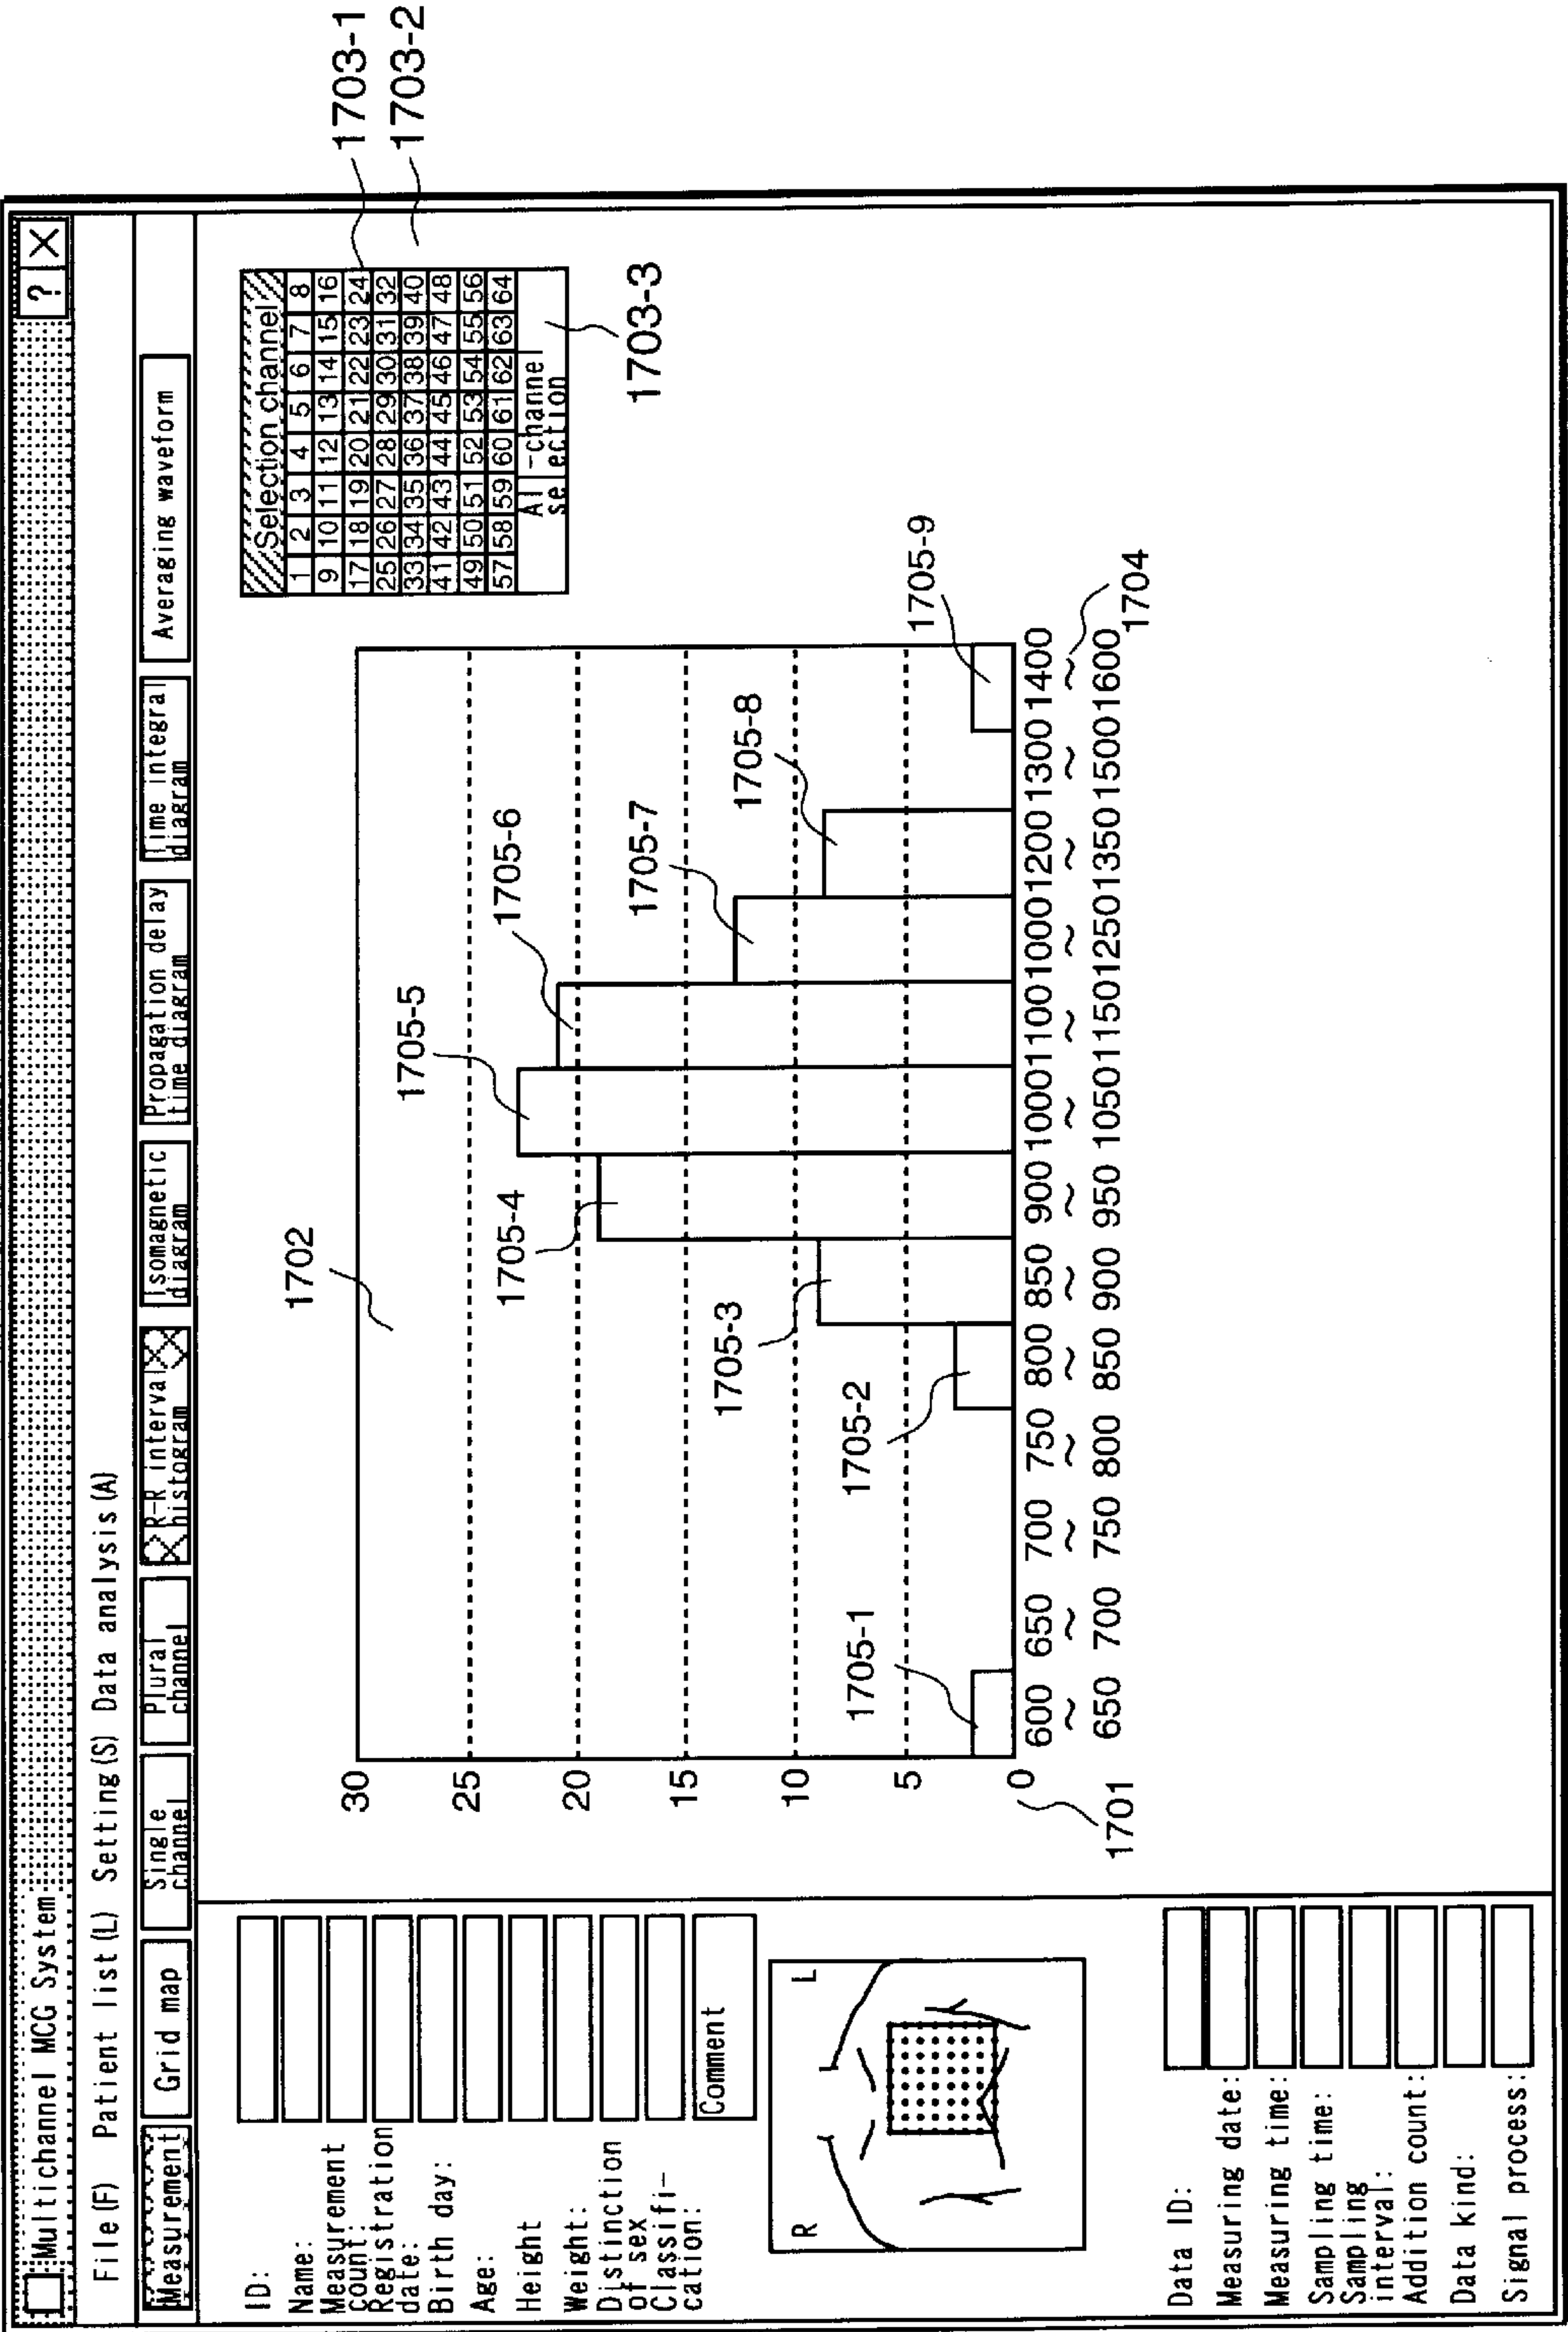 Multichannel MCG System
? X
File(F) Patient list(L) Setting(S) Data analysis(A)
Measurement
Grid map
Single
channel
Plural
channel
R-R interval
histogram
Isomagnetic
diagram
Propagation delay
time diagram
Time integral
diagram
Averaging waveform
ID:
Name:
Measurement
count:
Registration
date:
Birth day:
Age:
Height
Weight:
Distinction
of sex
Classifi-
cation:
Comment
R L
Data ID:
Measuring date:
Measuring time:
Sampling time:
Sampling
interval:
Addition count:
Data kind:
Signal process:
1702
30
25
20
15
10
5
0
1701
1705-1
1705-2
1705-3
1705-4
1705-5
1705-6
1705-7
1705-8
1705-9
600 650 700 750 800 850 900 1000 1100 1000 1200 1300 1400
~ ~ ~ ~ ~ ~ ~ ~ ~ ~ ~ ~ ~
650 700 750 800 850 900 950 1050 1150 1250 1350 1500 1600
1704
Selection channel
1 2 3 4 5 6 7 8
9 10 11 12 13 14 15 16
17 18 19 20 21 22 23 24
25 26 27 28 29 30 31 32
33 34 35 36 37 38 39 40
41 42 43 44 45 46 47 48
49 50 51 52 53 54 55 56
57 58 59 60 61 62 63 64
All-channel
selection
1703-1
1703-2
1703-3